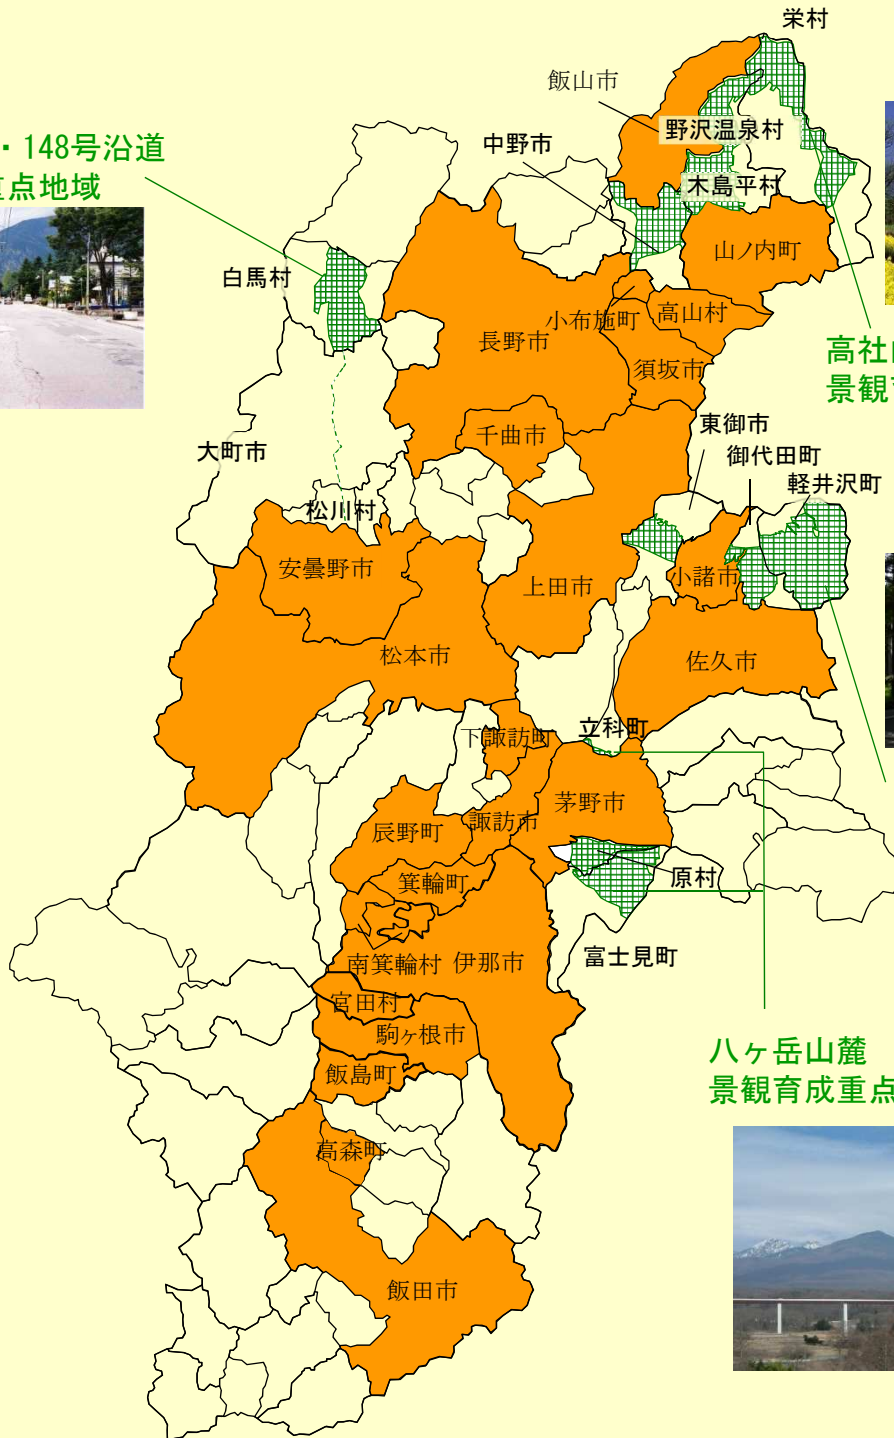 栄村
飯山市
野沢温泉村
中野市
・148号沿道
重点地域
木島平村
山ノ内町
白馬村
小布施町
高山村
長野市
須坂市
高社山
景観育
千曲市
東御市
大町市
御代田町
軽井沢町
松川村
安曇野市
上田市
小諸市
松本市
佐久市
下諏訪町
立科町
茅野市
諏訪市
辰野町
原村
箕輪町
南箕輪村
伊那市
富士見町
宮田村
駒ヶ根市
飯島町
八ヶ岳山麓
景観育成重点
高森町
飯田市